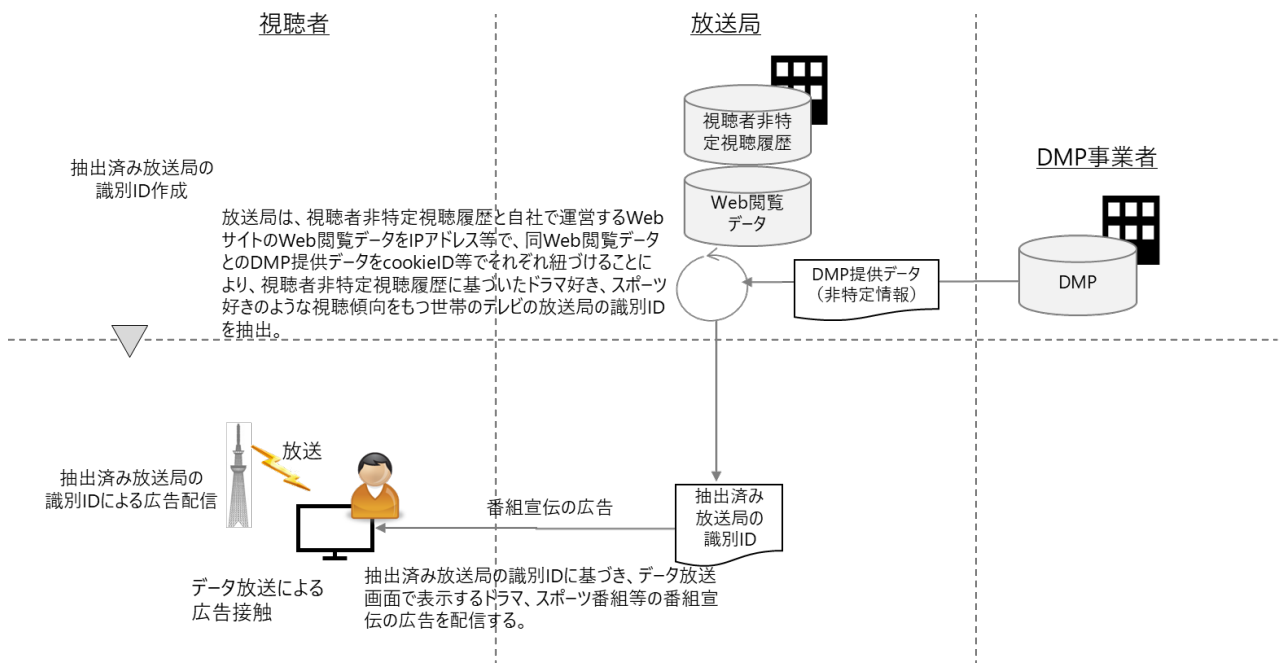 視聴者
放送局
DMP事業者
抽出済み放送局の
識別ID作成
視聴者非特
定視聴履歴
Web閲覧
データ
放送局は、視聴者非特定視聴履歴と自社で運営するWeb
サイトのWeb閲覧データをIPアドレス等で、同Web閲覧データ
とのDMP提供データをcookieID等でそれぞれ紐づけることに
より、視聴者非特定視聴履歴に基づいたドラマ好き、スポーツ
好きのような視聴傾向をもつ世帯のテレビの放送局の識別ID
を抽出。
DMP提供データ
（非特定情報）
DMP
抽出済み放送局の
識別IDによる広告配信
放送
番組宣伝の広告
抽出済み
放送局の
識別ID
データ放送による
広告接触
抽出済み放送局の識別IDに基づき、データ放送
画面で表示するドラマ、スポーツ番組等の番組宣
伝の広告を配信する。